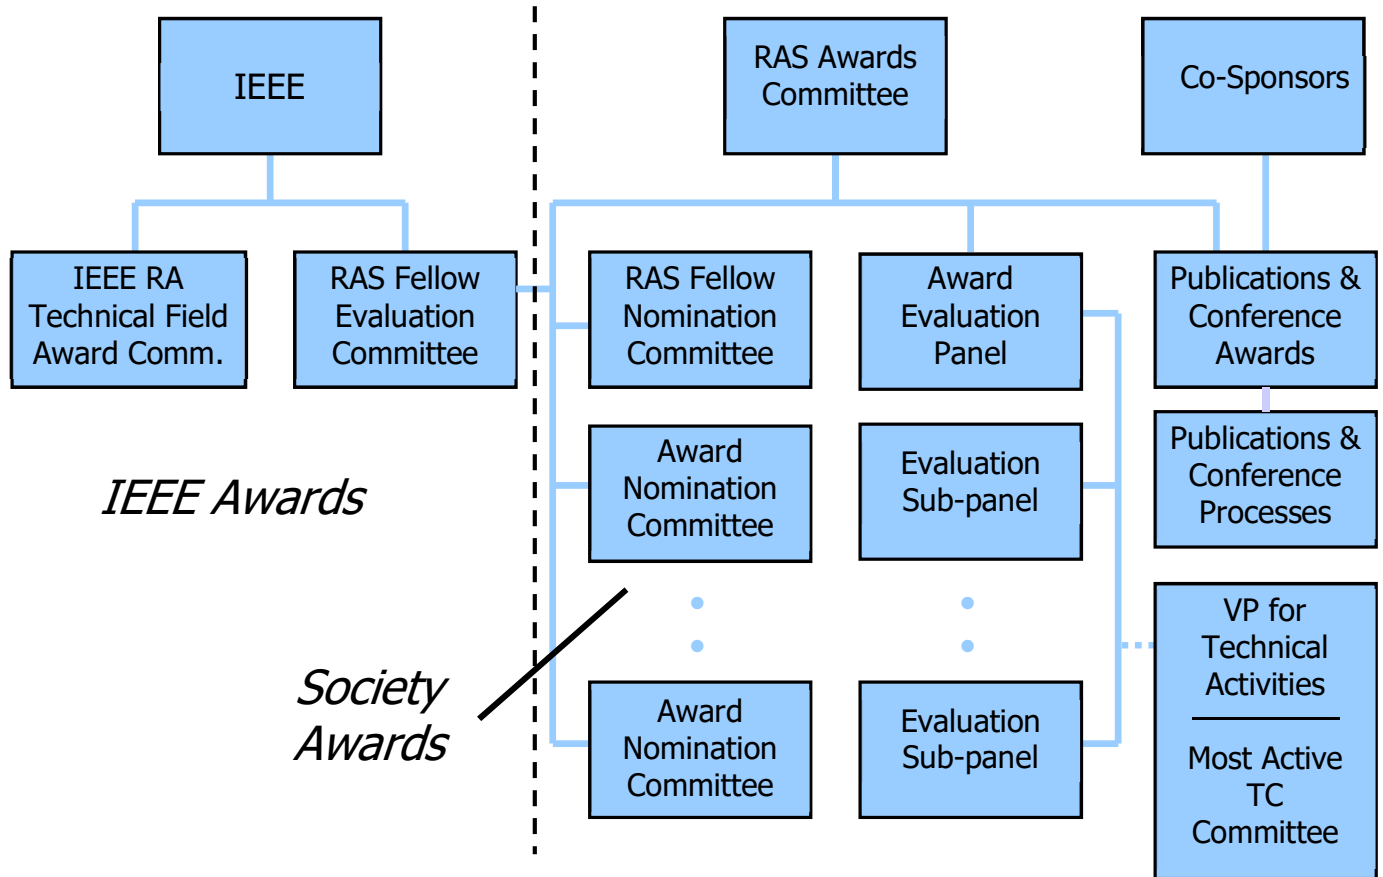 IEEE
RAS Awards
Committee
Co-Sponsors
IEEE RA
Technical Field
Award Comm.
RAS Fellow
Evaluation
Committee
RAS Fellow
Nomination
Committee
Award
Evaluation
Panel
Publications &
Conference
Awards
Award
Nomination
Committee
Evaluation
Sub-panel
Publications &
Conference
Processes
IEEE Awards
Society
Awards
Award
Nomination
Committee
Evaluation
Sub-panel
VP for
Technical
Activities
Most Active
TC
Committee